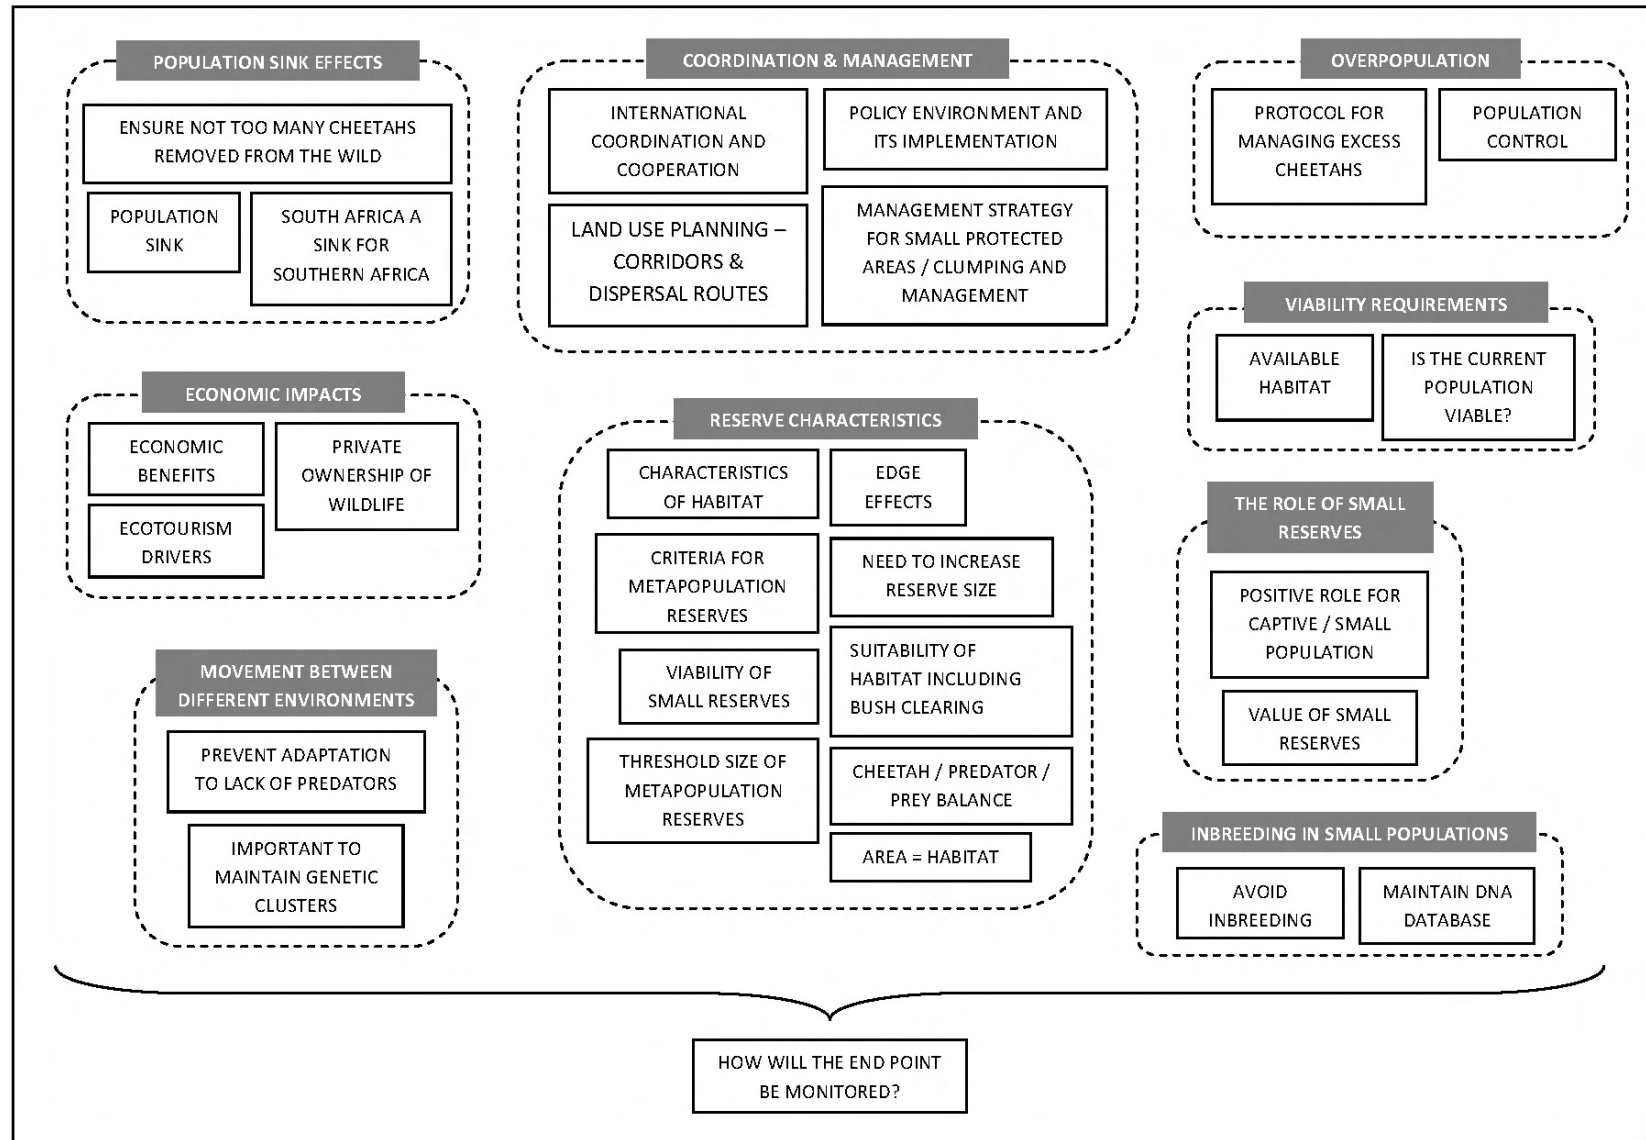 POPULATION SINK EFFECTS
ENSURE NOT TOO MANY CHEETAHS
REMOVED FROM THE WILD
POPULATION
SINK
SOUTH AFRICA A
SINK FOR
SOUTHERN AFRICA
COORDINATION & MANAGEMENT
INTERNATIONAL
COORDINATION AND
COOPERATION
POLICY ENVIRONMENT AND
ITS IMPLEMENTATION
LAND USE PLANNING –
CORRIDORS &
DISPERSAL ROUTES
MANAGEMENT STRATEGY
FOR SMALL PROTECTED
AREAS / CLUMPING AND
MANAGEMENT
OVERPOPULATION
PROTOCOL FOR
MANAGING EXCESS
CHEETAHS
POPULATION
CONTROL
VIABILITY REQUIREMENTS
AVAILABLE
HABITAT
IS THE CURRENT
POPULATION
VIABLE?
ECONOMIC IMPACTS
ECONOMIC
BENEFITS
PRIVATE
OWNERSHIP OF
WILDLIFE
ECOTOURISM
DRIVERS
RESERVE CHARACTERISTICS
CHARACTERISTICS
OF HABITAT
EDGE
EFFECTS
CRITERIA FOR
METAPOPULATION
RESERVES
NEED TO INCREASE
RESERVE SIZE
VIABILITY OF
SMALL RESERVES
SUITABILITY OF
HABITAT INCLUDING
BUSH CLEARING
THRESHOLD SIZE OF
METAPOPULATION
RESERVES
CHEETAH / PREDATOR /
PREY BALANCE
AREA = HABITAT
THE ROLE OF SMALL
RESERVES
POSITIVE ROLE FOR
CAPTIVE / SMALL
POPULATION
VALUE OF SMALL
RESERVES
MOVEMENT BETWEEN
DIFFERENT ENVIRONMENTS
PREVENT ADAPTATION
TO LACK OF PREDATORS
IMPORTANT TO
MAINTAIN GENETIC
CLUSTERS
INBREEDING IN SMALL POPULATIONS
AVOID
INBREEDING
MAINTAIN DNA
DATABASE
HOW WILL THE END POINT
BE MONITORED?